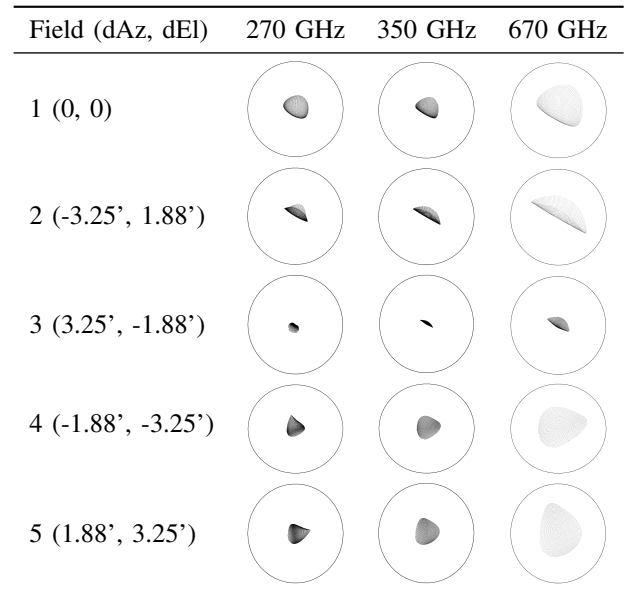 Field (dAz, dEl) 270 GHz 350 GHz 670 GHz
1 (0, 0)
2 (-3.25’, 1.88’)
3 (3.25’, -1.88’)
4 (-1.88’, -3.25’)
5 (1.88’, 3.25’)